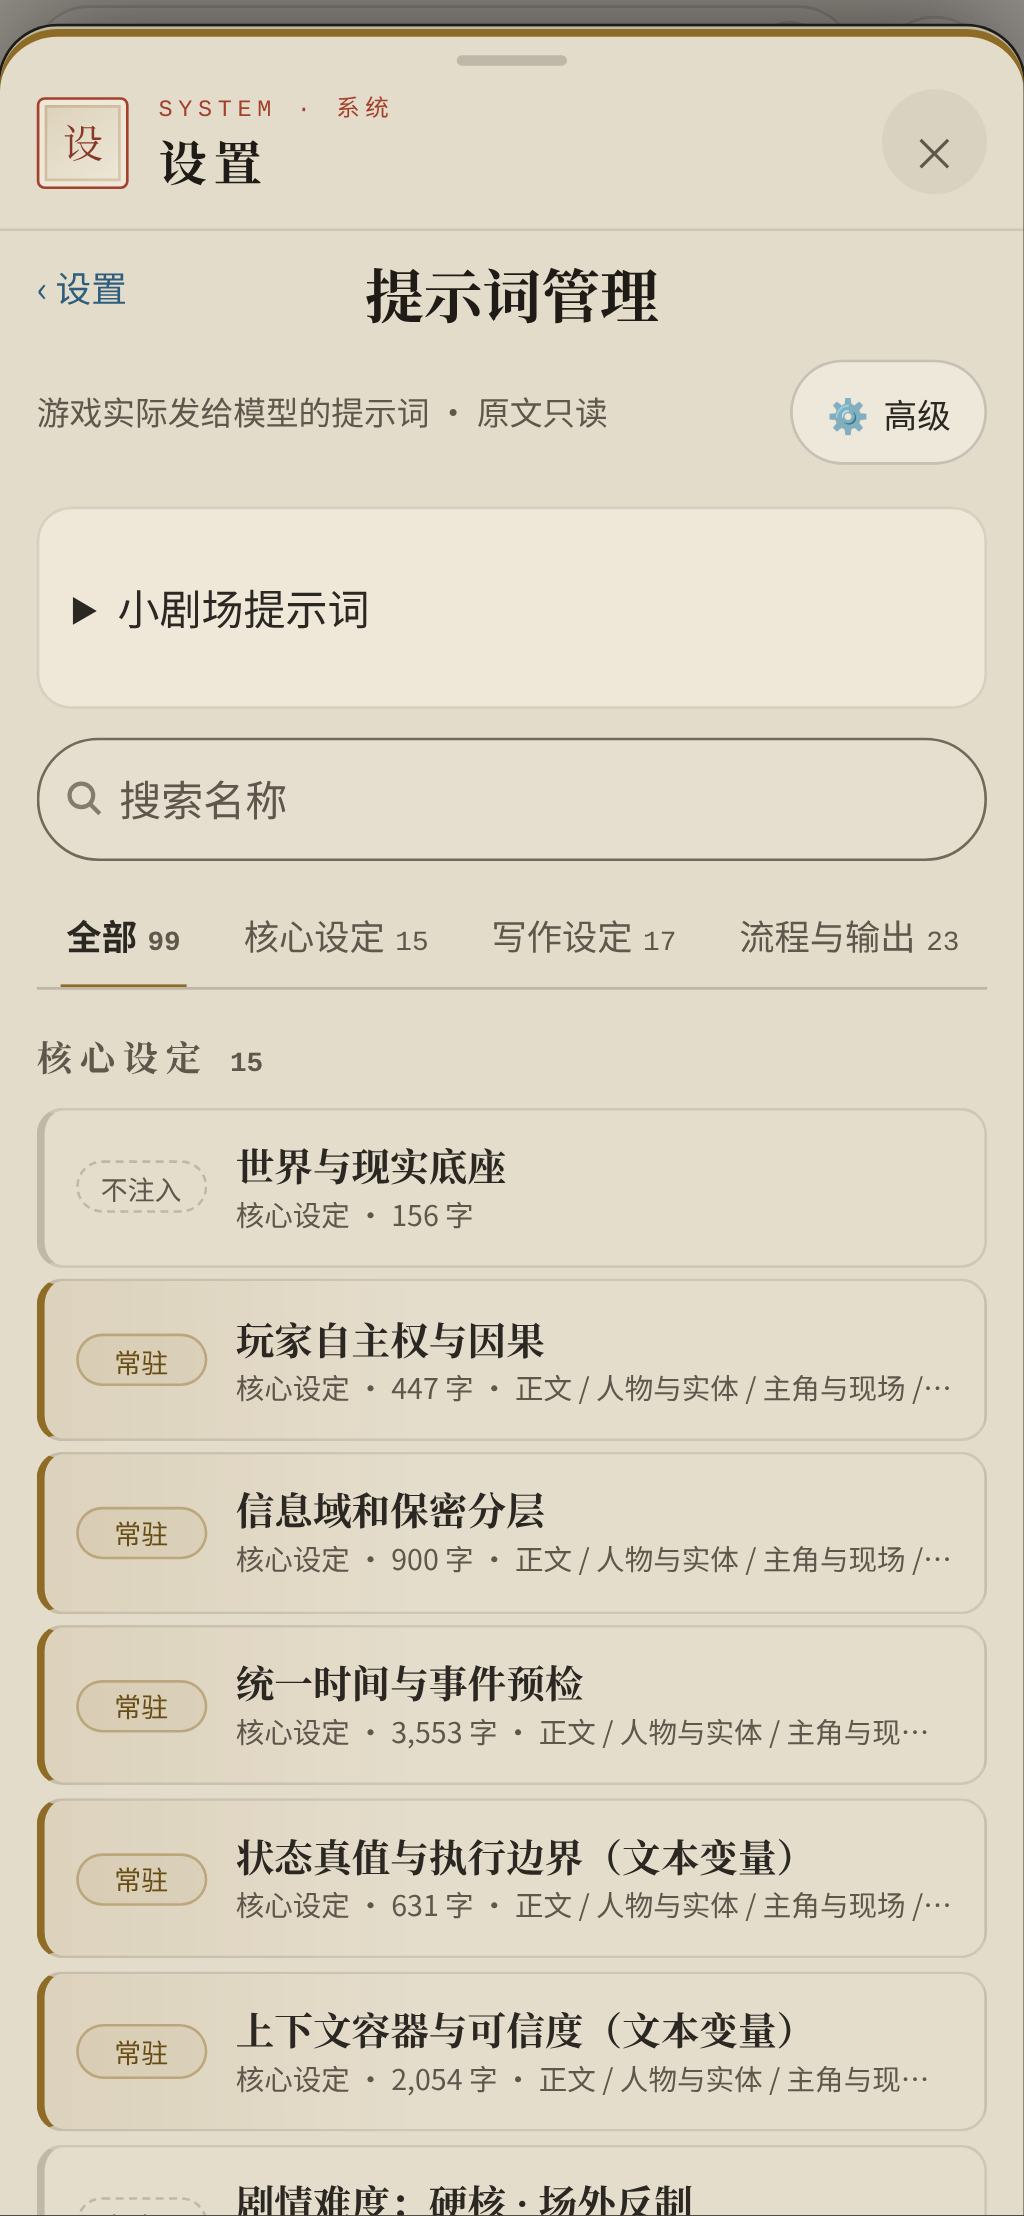 设
SYSTEM · 系统
设置
‹ 设置
提示词管理
游戏实际发给模型的提示词 · 原文只读
⚙️ 高级
▶ 小剧场提示词
搜索名称
全部 99 核心设定 15 写作设定 17 流程与输出 23
核心设定 15
不注入
世界与现实底座
核心设定 · 156 字
常驻
玩家自主权与因果
核心设定 · 447 字 · 正文 / 人物与实体 / 主角与现场 /…
常驻
信息域和保密分层
核心设定 · 900 字 · 正文 / 人物与实体 / 主角与现场 /…
常驻
统一时间与事件预检
核心设定 · 3,553 字 · 正文 / 人物与实体 / 主角与现…
常驻
状态真值与执行边界（文本变量）
核心设定 · 631 字 · 正文 / 人物与实体 / 主角与现场 /…
常驻
上下文容器与可信度（文本变量）
核心设定 · 2,054 字 · 正文 / 人物与实体 / 主角与现…
剧情难度：硬核 · 场外反制